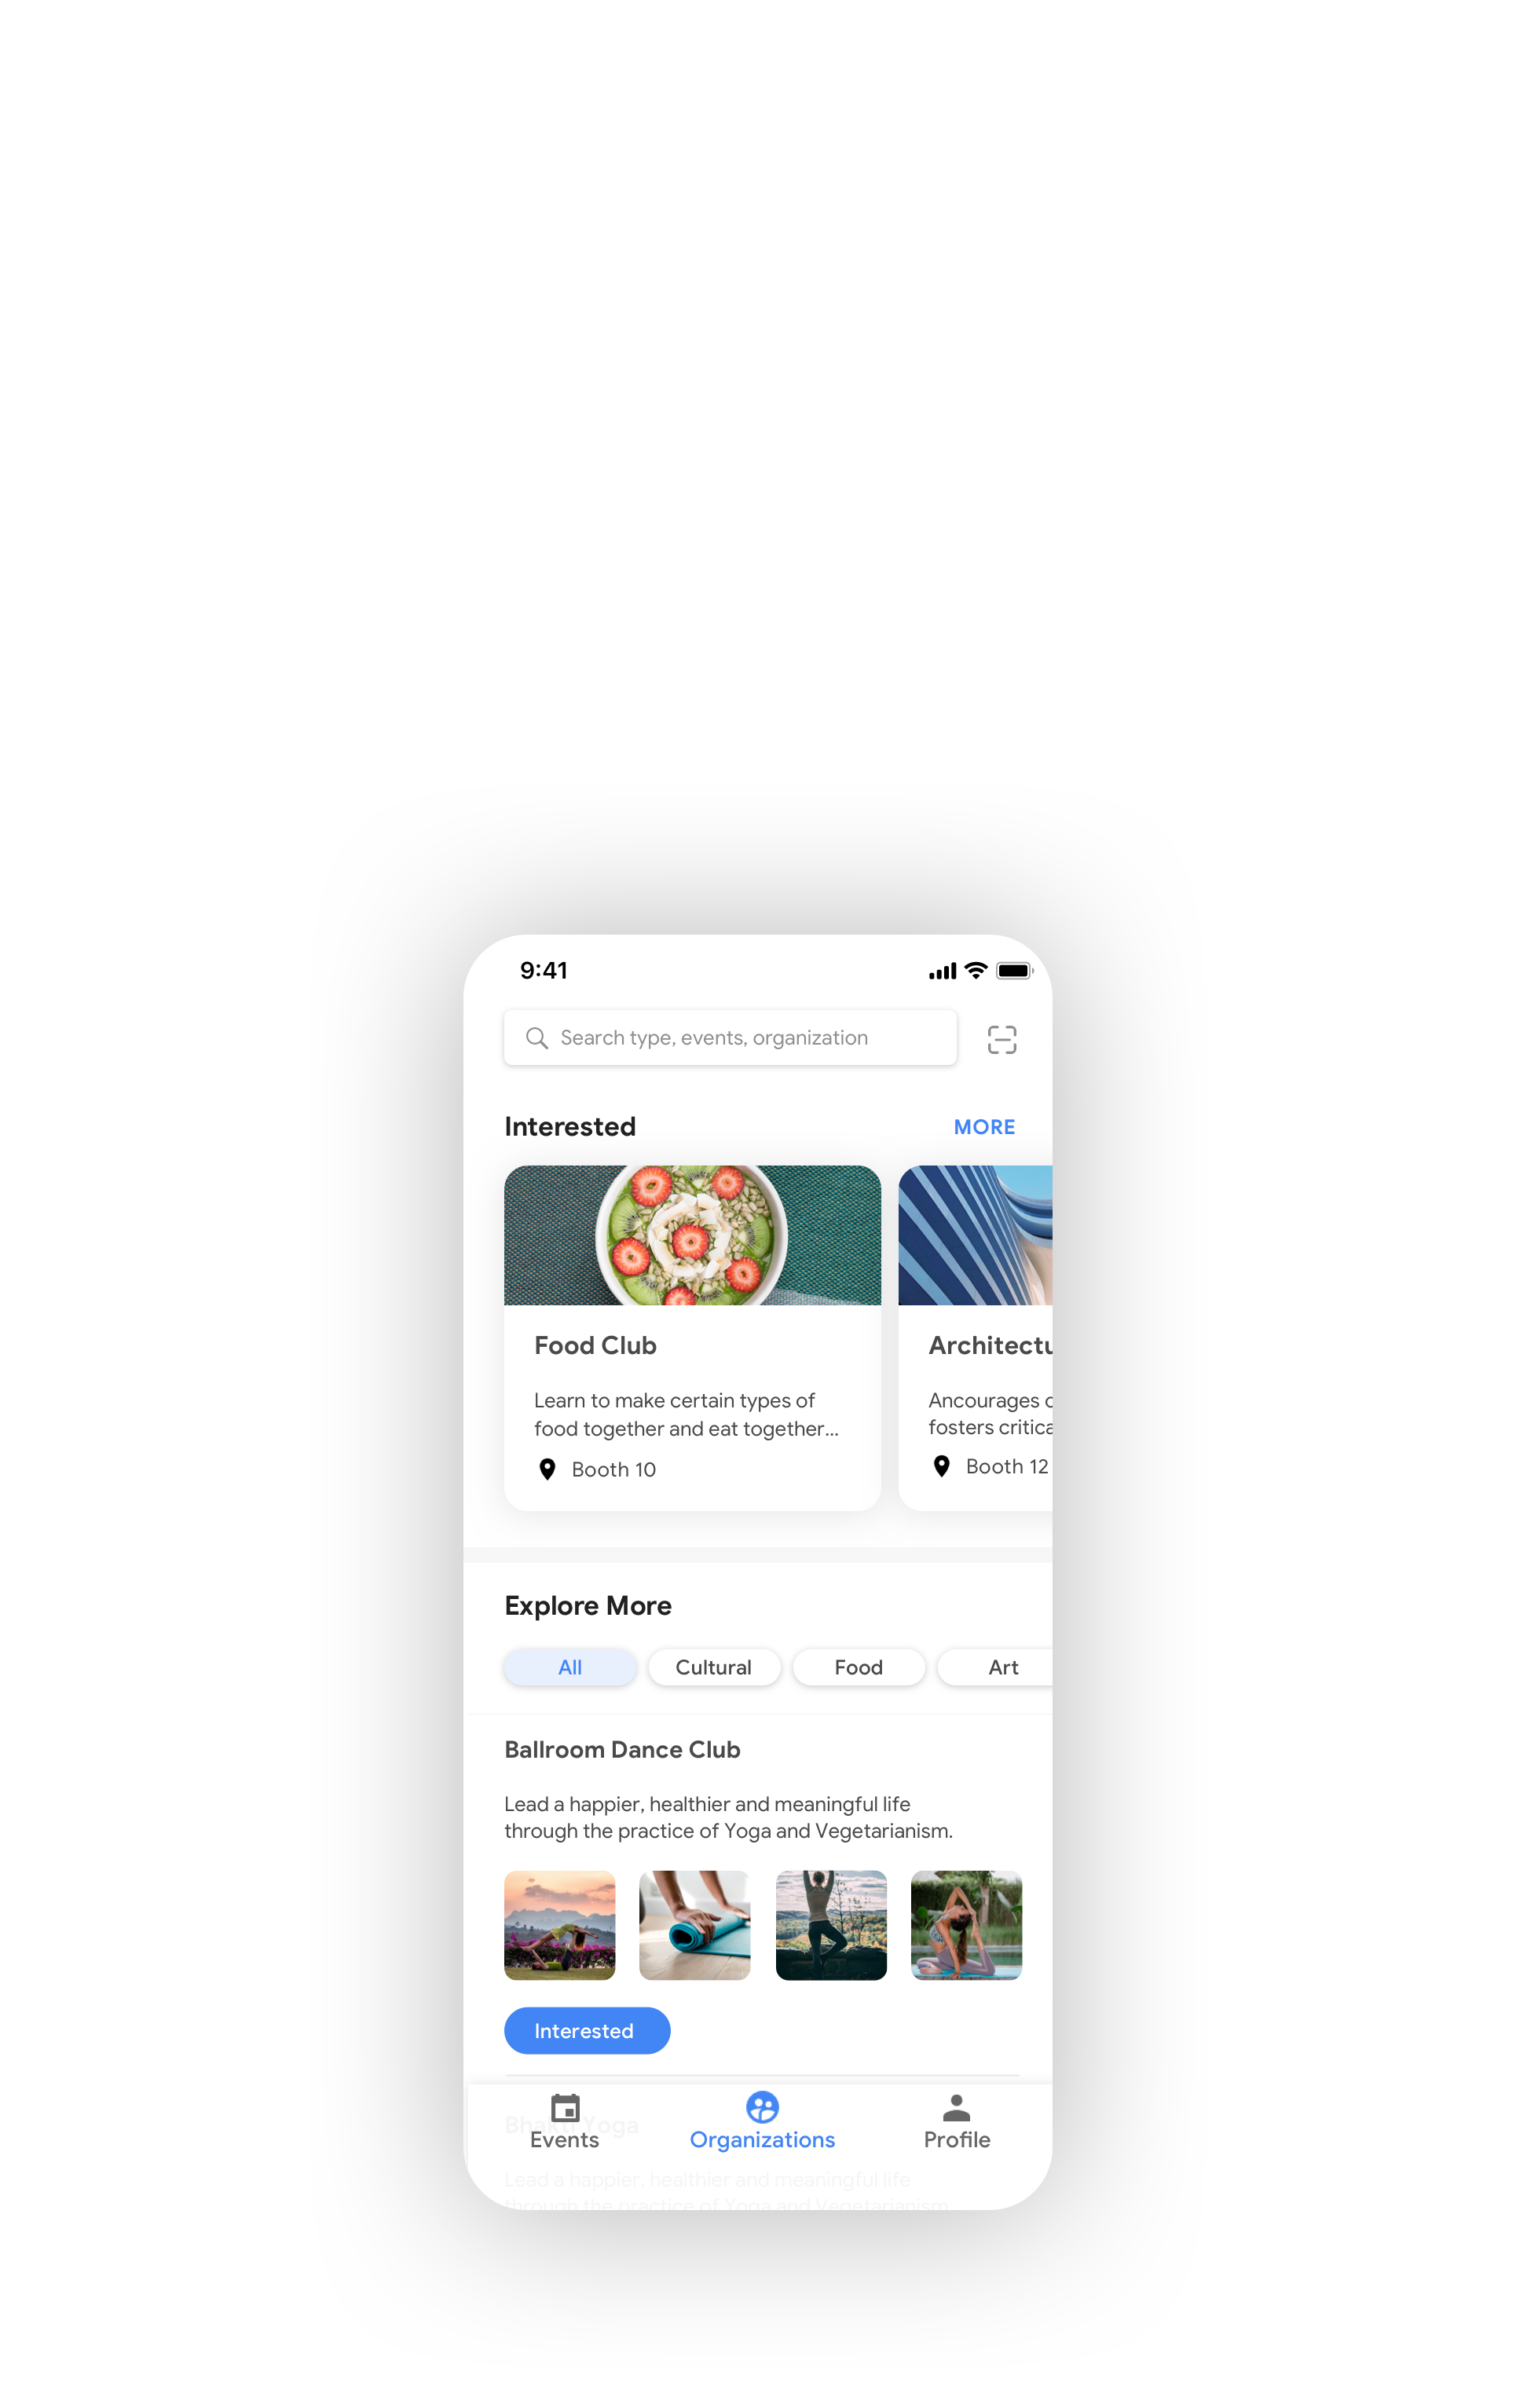 9:41
Search type, events, organization
Interested
MORE
Food Club
Learn to make certain types of
food together and eat together...
Booth 10
Architectu
Ancourages c
fosters critica
Booth 12
Explore More
All
Cultural
Food
Art
Ballroom Dance Club
Lead a happier, healthier and meaningful life
through the practice of Yoga and Vegetarianism.
Interested
Bhakti Yoga
Events
Organizations
Profile
Lead a happier, healthier and meaningful life
through the practice of Yoga and Vegetarianism